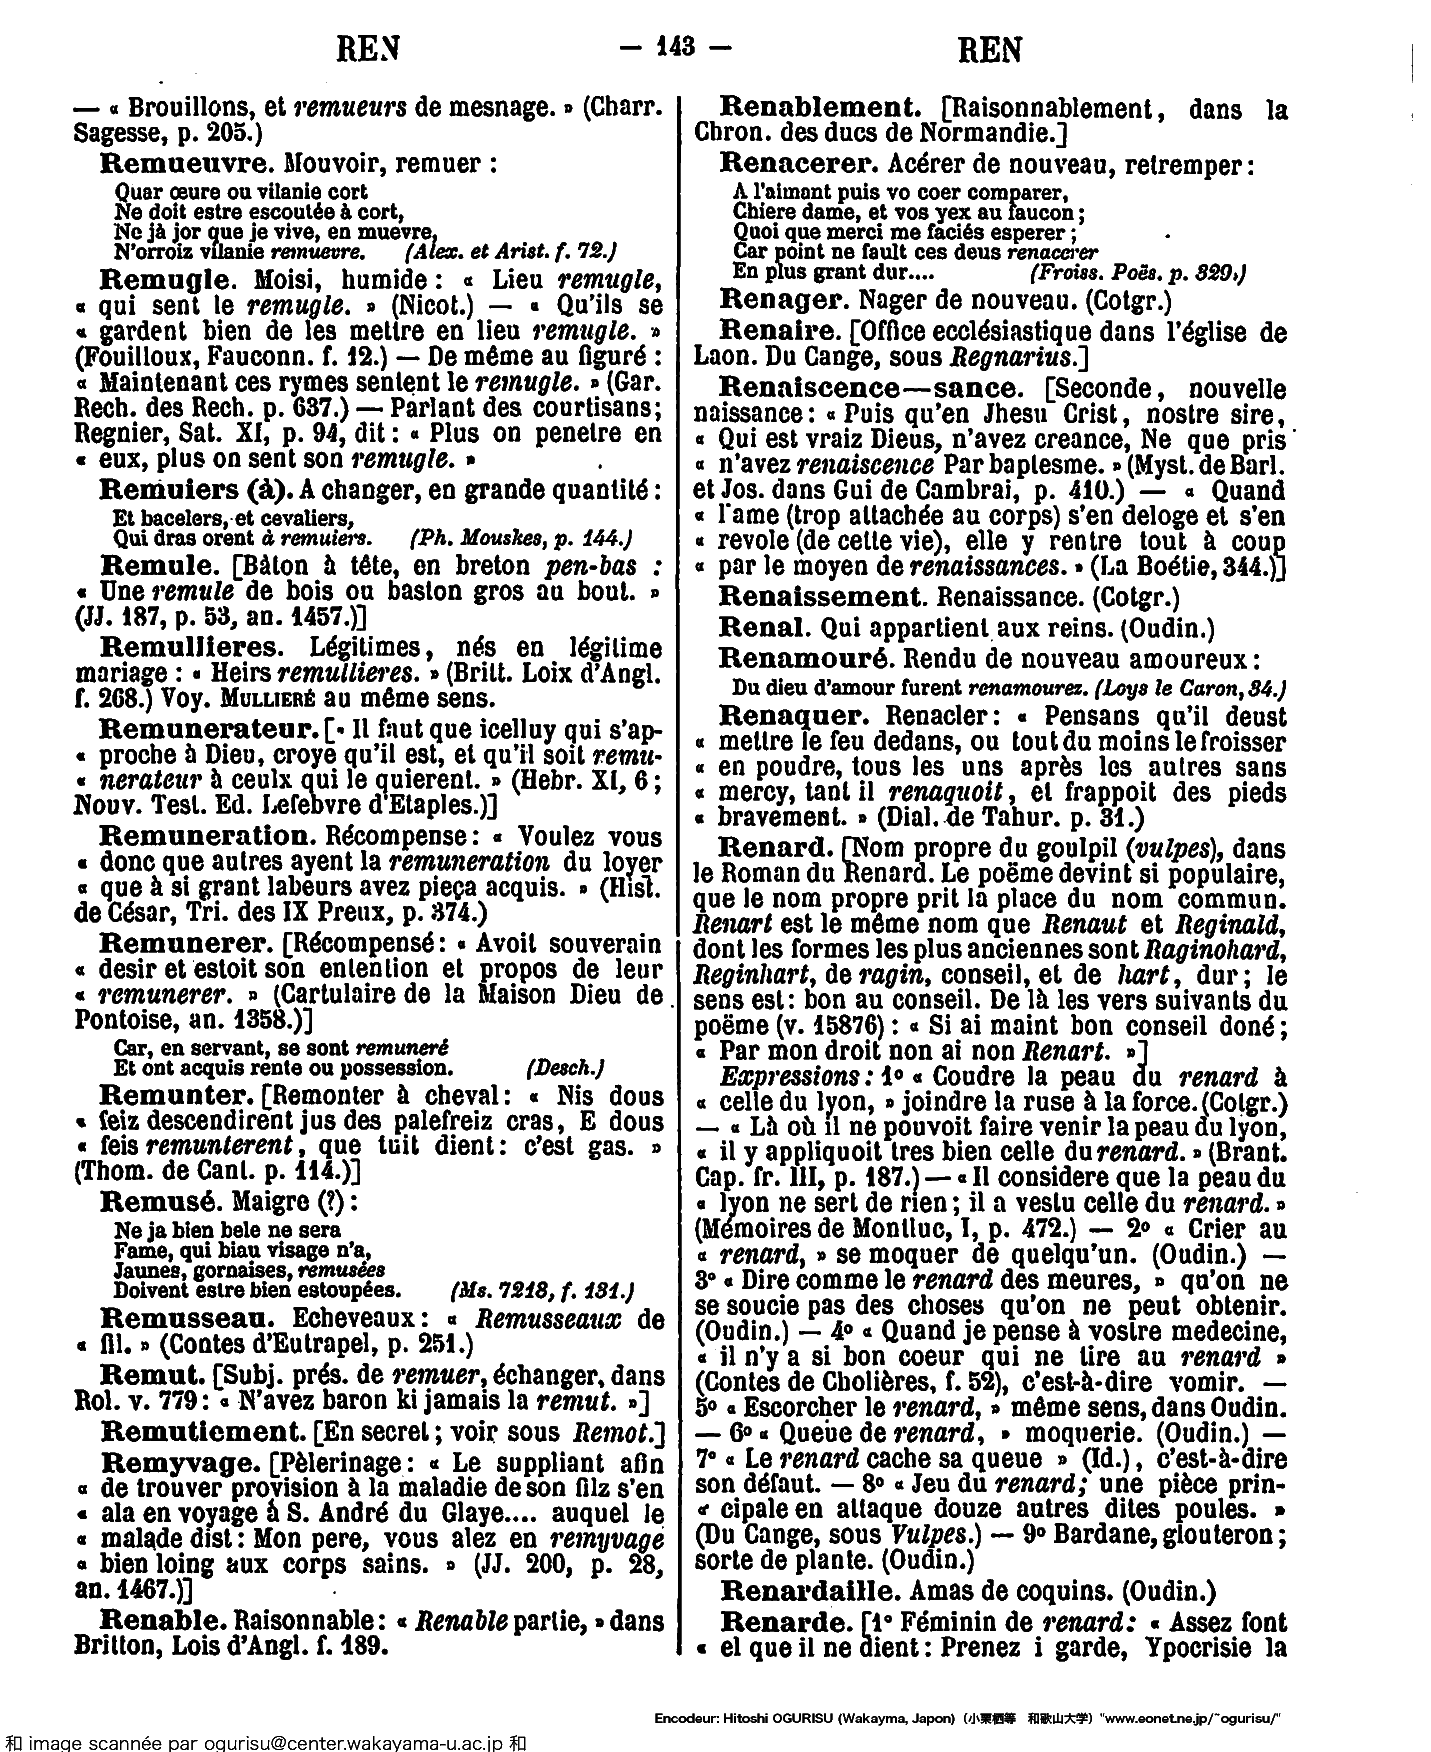 REN — 143 — REN
— « Brouillons, et remueurs de mesnage. » (Charr.
Sagesse, p. 205.)
Remueuvre. Mouvoir, remuer :
Quar œure ou vilanie cort
Ne doit estre escoutée à cort,
Ne jà jor que je vive, en muevre,
N'orroiz vilanie remuevre. (Alex. et Arist. f. 72.)
Remugle. Moisi, humide : « Lieu remugle,
« qui sent le remugle. » (Nicot.) — « Qu'ils se
« gardent bien de les mettre en lieu remugle. »
(Fouilloux, Fauconn. f. 12.) — De même au figuré :
« Maintenant ces rymes sentent le remugle. » (Gar.
Rech. des Rech. p. 637.) — Parlant des courtisans;
Regnier, Sat. XI, p. 94, dit : « Plus on penetre en
« eux, plus on sent son remugle. »
Remuiers (à). A changer, en grande quantité :
Et bacelers, et cevaliers,
Qui dras orent à remuiers. (Ph. Mouskes, p. 144.)
Remule. [Bâton à tête, en breton pen-bas :
« Une remule de bois ou baston gros au bout. »
(JJ. 187, p. 53, an. 1457.)]
Remullieres. Légitimes, nés en légitime
mariage : « Heirs remullieres. » (Britt. Loix d'Angl.
f. 268.) Voy. MULLIERÉ au même sens.
Remunerateur. [« Il faut que icelluy qui s'ap-
« proche à Dieu, croye qu'il est, et qu'il soit remu-
« nerateur à ceulx qui le quierent. » (Hebr. XI, 6 ;
Nouv. Test. Ed. Lefebvre d'Etaples.)]
Remuneration. Récompense : « Voulez vous
« donc que autres ayent la remuneration du loyer
« que à si grant labeurs avez pieça acquis. » (Hist.
de César, Tri. des IX Preux, p. 374.)
Remunerer. [Récompensé : « Avoit souverain
« desir et estoit son entention et propos de leur
« remunerer. » (Cartulaire de la Maison Dieu de
Pontoise, an. 1358.)]
Car, en servant, se sont remuneré
Et ont acquis rente ou possession. (Desch.)
Remunter. [Remonter à cheval : « Nis dous
« feiz descendirent jus des palefreiz cras, E dous
« feis remunterent, que tuit dient : c'est gas. »
(Thom. de Cant. p. 114.)]
Remusé. Maigre (?) :
Ne ja bien bele ne sera
Fame, qui biau visage n'a,
Jaunes, gornaises, remusées
Doivent estre bien estoupées. (Ms. 7218, f. 181.)
Remusseau. Echeveaux : « Remusseaux de
« fil. » (Contes d'Eutrapel, p. 251.)
Remut. [Subj. prés. de remuer, échanger, dans
Rol. v. 779 : « N'avez baron ki jamais la remut. »]
Remutiement. [En secret ; voir sous Remot.]
Remyvage. [Pèlerinage : « Le suppliant afin
« de trouver provision à la maladie de son filz s'en
« ala en voyage à S. André du Glaye.... auquel le
« malade dist : Mon pere, vous alez en remyvage
« bien loing aux corps sains. » (JJ. 200, p. 28,
an. 1467.)]
Renable. Raisonnable : « Renable partie, » dans
Britton, Lois d'Angl. f. 189.
Renablement. [Raisonnablement, dans la
Chron. des ducs de Normandie.]
Renacerer. Acérer de nouveau, retremper :
A l'aimant puis vo coer comparer,
Chiere dame, et vos yex au faucon ;
Quoi que merci me faciés esperer ;
Car point ne fault ces deus renacerer
En plus grant dur.... (Froiss. Poës. p. 320.)
Renager. Nager de nouveau. (Cotgr.)
Renaire. [Office ecclésiastique dans l'église de
Laon. Du Cange, sous Regnarius.]
Renaiscence—sance. [Seconde, nouvelle
naissance : « Puis qu'en Jhesu Crist, nostre sire,
« Qui est vraiz Dieus, n'avez creance, Ne que pris
« n'avez renaiscence Par baptesme. » (Myst. de Barl.
et Jos. dans Gui de Cambrai, p. 410.) — « Quand
« l'ame (trop attachée au corps) s'en deloge et s'en
« revole (de cette vie), elle y rentre tout à coup
« par le moyen de renaissances. » (La Boétie, 344.)]
Renaissement. Renaissance. (Cotgr.)
Renal. Qui appartient aux reins. (Oudin.)
Renamouré. Rendu de nouveau amoureux :
Du dieu d'amour furent renamourez. (Loys le Caron, 34.)
Renaquer. Renacler : « Pensans qu'il deust
« mettre le feu dedans, ou tout du moins le froisser
« en poudre, tous les uns après les autres sans
« mercy, tant il renaquoit, et frappoit des pieds
« bravement. » (Dial. de Tahur. p. 31.)
Renard. [Nom propre du goulpil (vulpes), dans
le Roman du Renard. Le poëme devint si populaire,
que le nom propre prit la place du nom commun.
Renart est le même nom que Renaut et Reginald,
dont les formes les plus anciennes sont Raginohard,
Reginhart, de ragin, conseil, et de hart, dur ; le
sens est : bon au conseil. De là les vers suivants du
poëme (v. 15876) : « Si ai maint bon conseil doné ;
« Par mon droit non ai non Renart. »]
Expressions : 1º « Coudre la peau du renard à
« celle du lyon, » joindre la ruse à la force. (Cotgr.)
— « Là où il ne pouvoit faire venir la peau du lyon,
« il y appliquoit tres bien celle du renard. » (Brant.
Cap. fr. III, p. 187.) — « Il considere que la peau du
« lyon ne sert de rien ; il a vestu celle du renard. »
(Mémoires de Montluc, I, p. 472.) — 2º « Crier au
« renard, » se moquer de quelqu'un. (Oudin.) —
3º « Dire comme le renard des meures, » qu'on ne
se soucie pas des choses qu'on ne peut obtenir.
(Oudin.) — 4º « Quand je pense à vostre medecine,
« il n'y a si bon coeur qui ne tire au renard »
(Contes de Cholières, f. 52), c'est-à-dire vomir. —
5º « Escorcher le renard, » même sens, dans Oudin.
— 6º « Queue de renard, » moquerie. (Oudin.) —
7º « Le renard cache sa queue » (Id.), c'est-à-dire
son défaut. — 8º « Jeu du renard ; une pièce prin-
« cipale en attaque douze autres dites poules. »
(Du Cange, sous Vulpes.) — 9º Bardane, glouteron ;
sorte de plante. (Oudin.)
Renardaille. Amas de coquins. (Oudin.)
Renarde. [1º Féminin de renard : « Assez font
« el que il ne dient : Prenez i garde, Ypocrisie la
Encodeur: Hitoshi OGURISU (Wakayma, Japon) (小栗栖等 和歌山大学) "www.eonet.ne.jp/~ogurisu/"
和 image scannée par ogurisu@center.wakayama-u.ac.jp 和